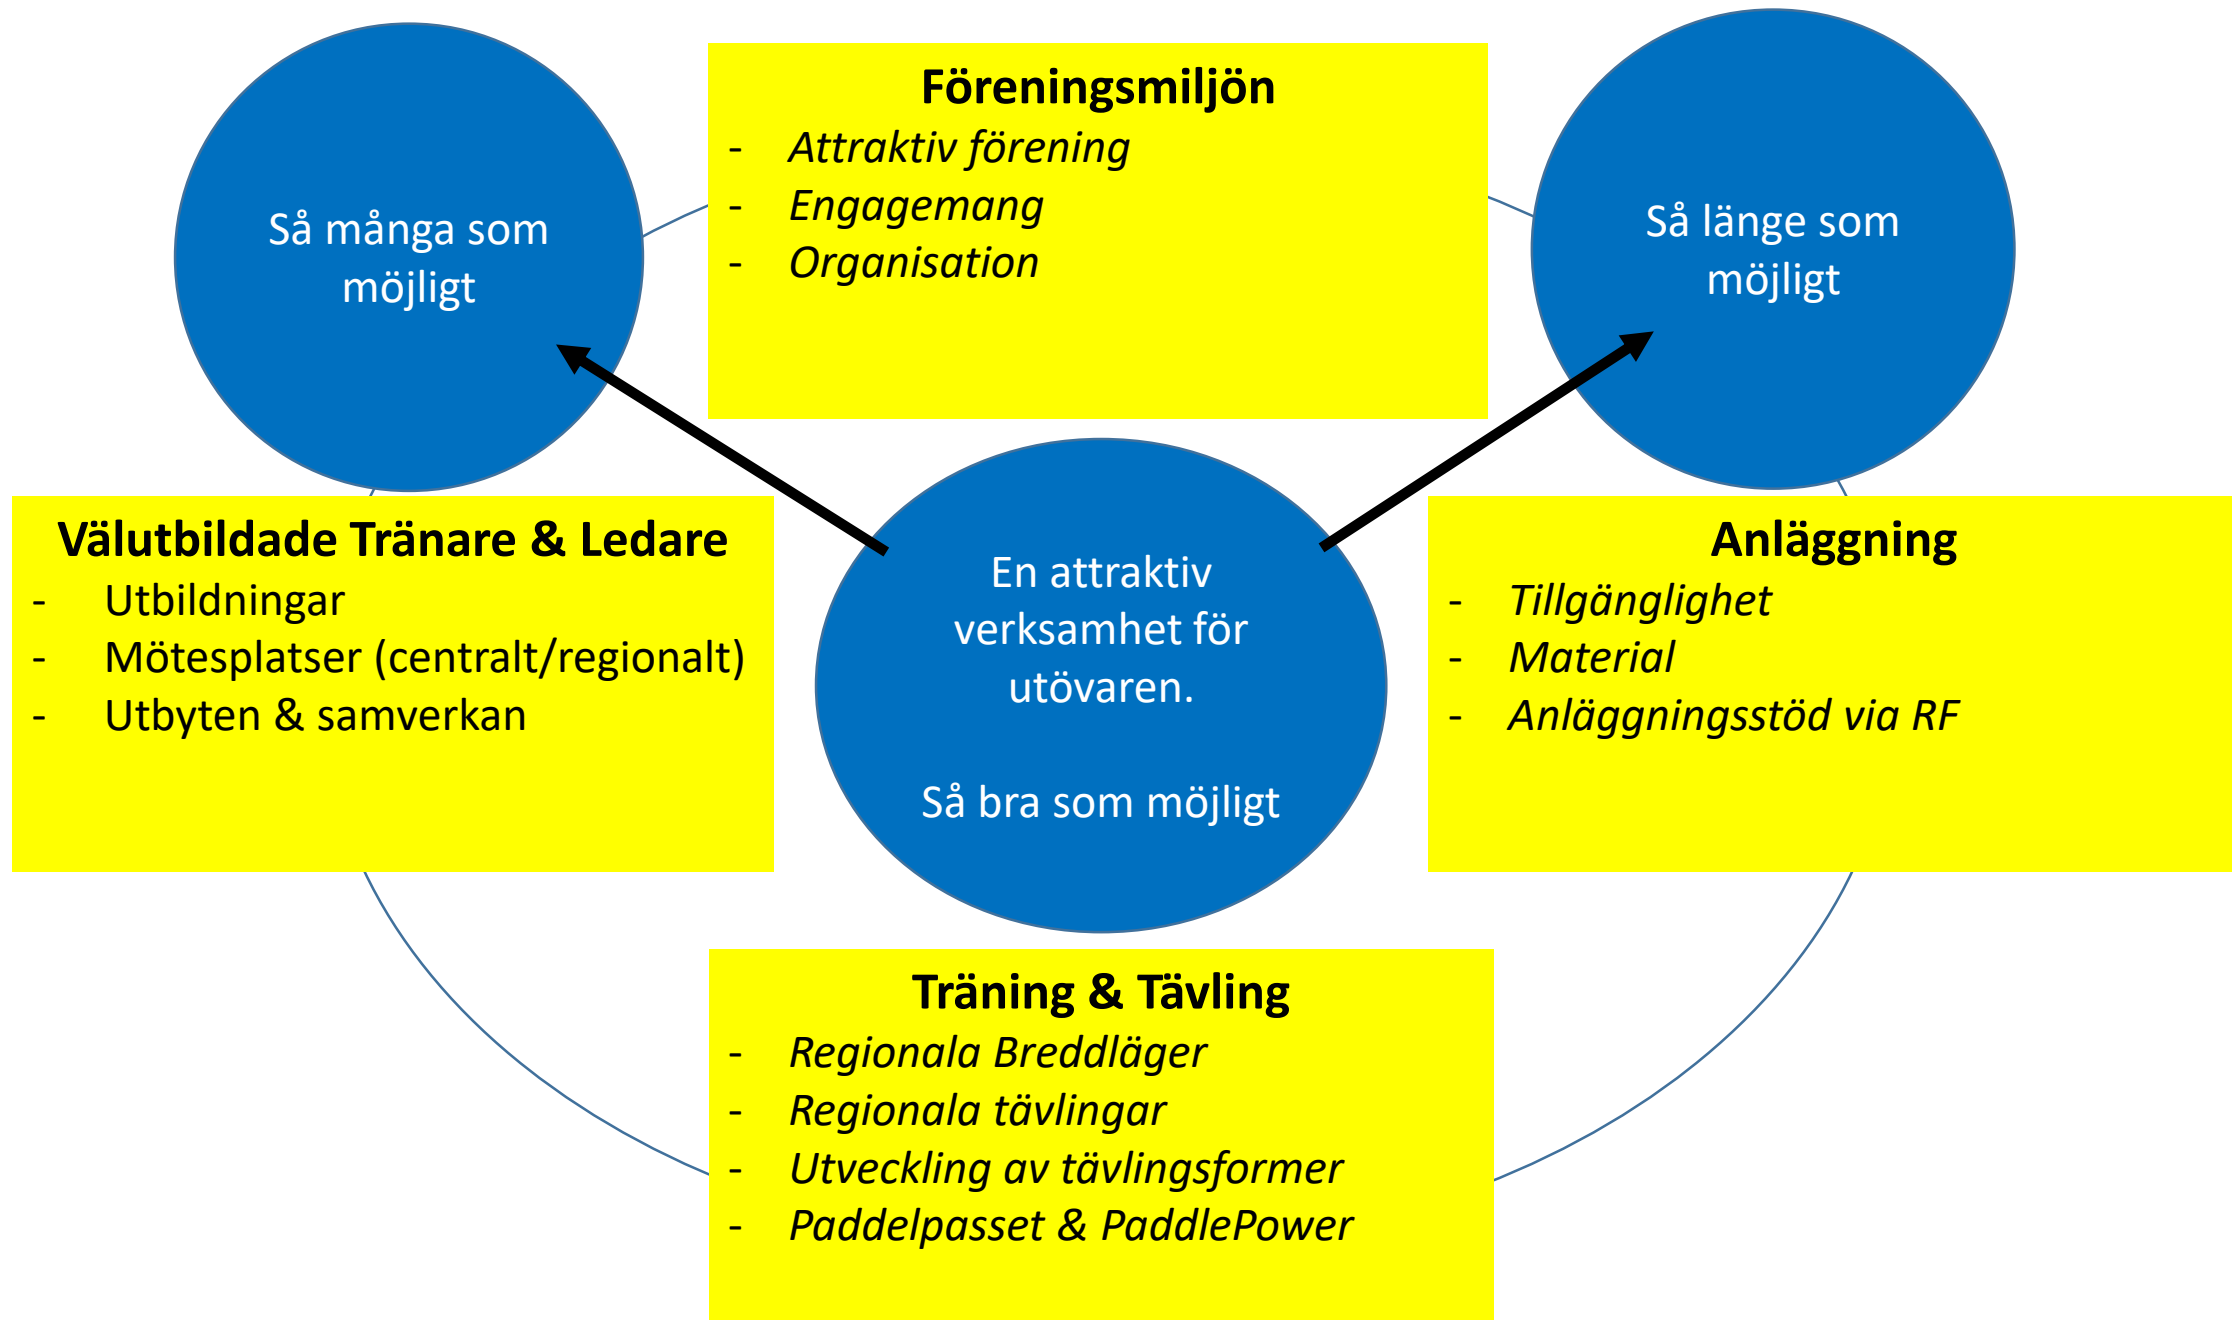 Så många som
möjligt
Föreningsmiljön
- Attraktiv förening
- Engagemang
- Organisation
Så länge som
möjligt
Välutbildade Tränare & Ledare
- Utbildningar
- Mötesplatser (centralt/regionalt)
- Utbyten & samverkan
En attraktiv
verksamhet för
utövaren.
Så bra som möjligt
Anläggning
- Tillgänglighet
- Material
- Anläggningsstöd via RF
Träning & Tävling
- Regionala Breddläger
- Regionala tävlingar
- Utveckling av tävlingsformer
- Paddelpasset & PaddlePower